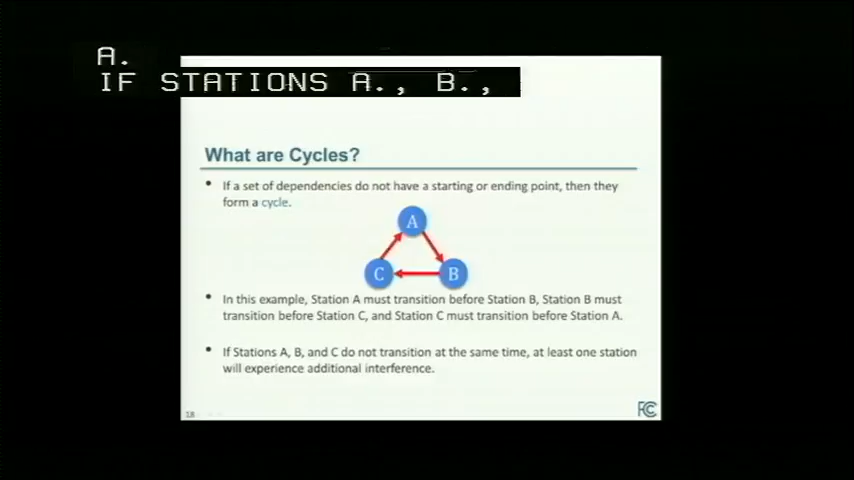 A.
IF STATIONS A., B.,
What are Cycles?
• If a set of dependencies do not have a starting or ending point, then they
form a cycle.
A
C
B
• In this example, Station A must transition before Station B, Station B must
transition before Station C, and Station C must transition before Station A.
• If Stations A, B, and C do not transition at the same time, at least one station
will experience additional interference.
18
FCC